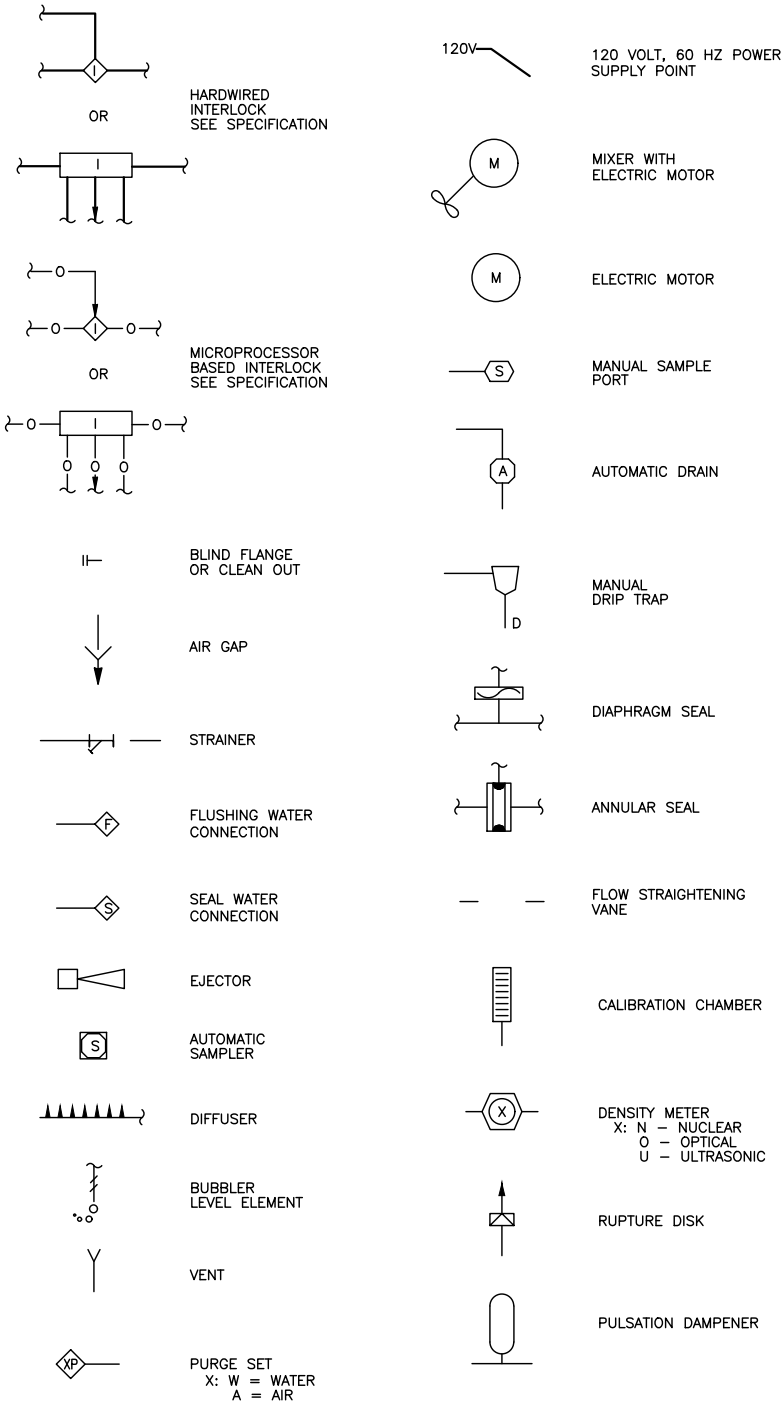 I
OR
HARDWIRED
INTERLOCK
SEE SPECIFICATION
I
O
O
I
O
OR
MICROPROCESSOR
BASED INTERLOCK
SEE SPECIFICATION
O
I
O
O
O
O
BLIND FLANGE
OR CLEAN OUT
AIR GAP
STRAINER
F
FLUSHING WATER
CONNECTION
S
SEAL WATER
CONNECTION
EJECTOR
S
AUTOMATIC
SAMPLER
DIFFUSER
BUBBLER
LEVEL ELEMENT
VENT
XP
PURGE SET
X: W = WATER
A = AIR
120V
120 VOLT, 60 HZ POWER
SUPPLY POINT
M
MIXER WITH
ELECTRIC MOTOR
M
ELECTRIC MOTOR
S
MANUAL SAMPLE
PORT
A
AUTOMATIC DRAIN
D
MANUAL
DRIP TRAP
DIAPHRAGM SEAL
ANNULAR SEAL
FLOW STRAIGHTENING
VANE
CALIBRATION CHAMBER
X
DENSITY METER
X: N – NUCLEAR
O – OPTICAL
U – ULTRASONIC
RUPTURE DISK
PULSATION DAMPENER